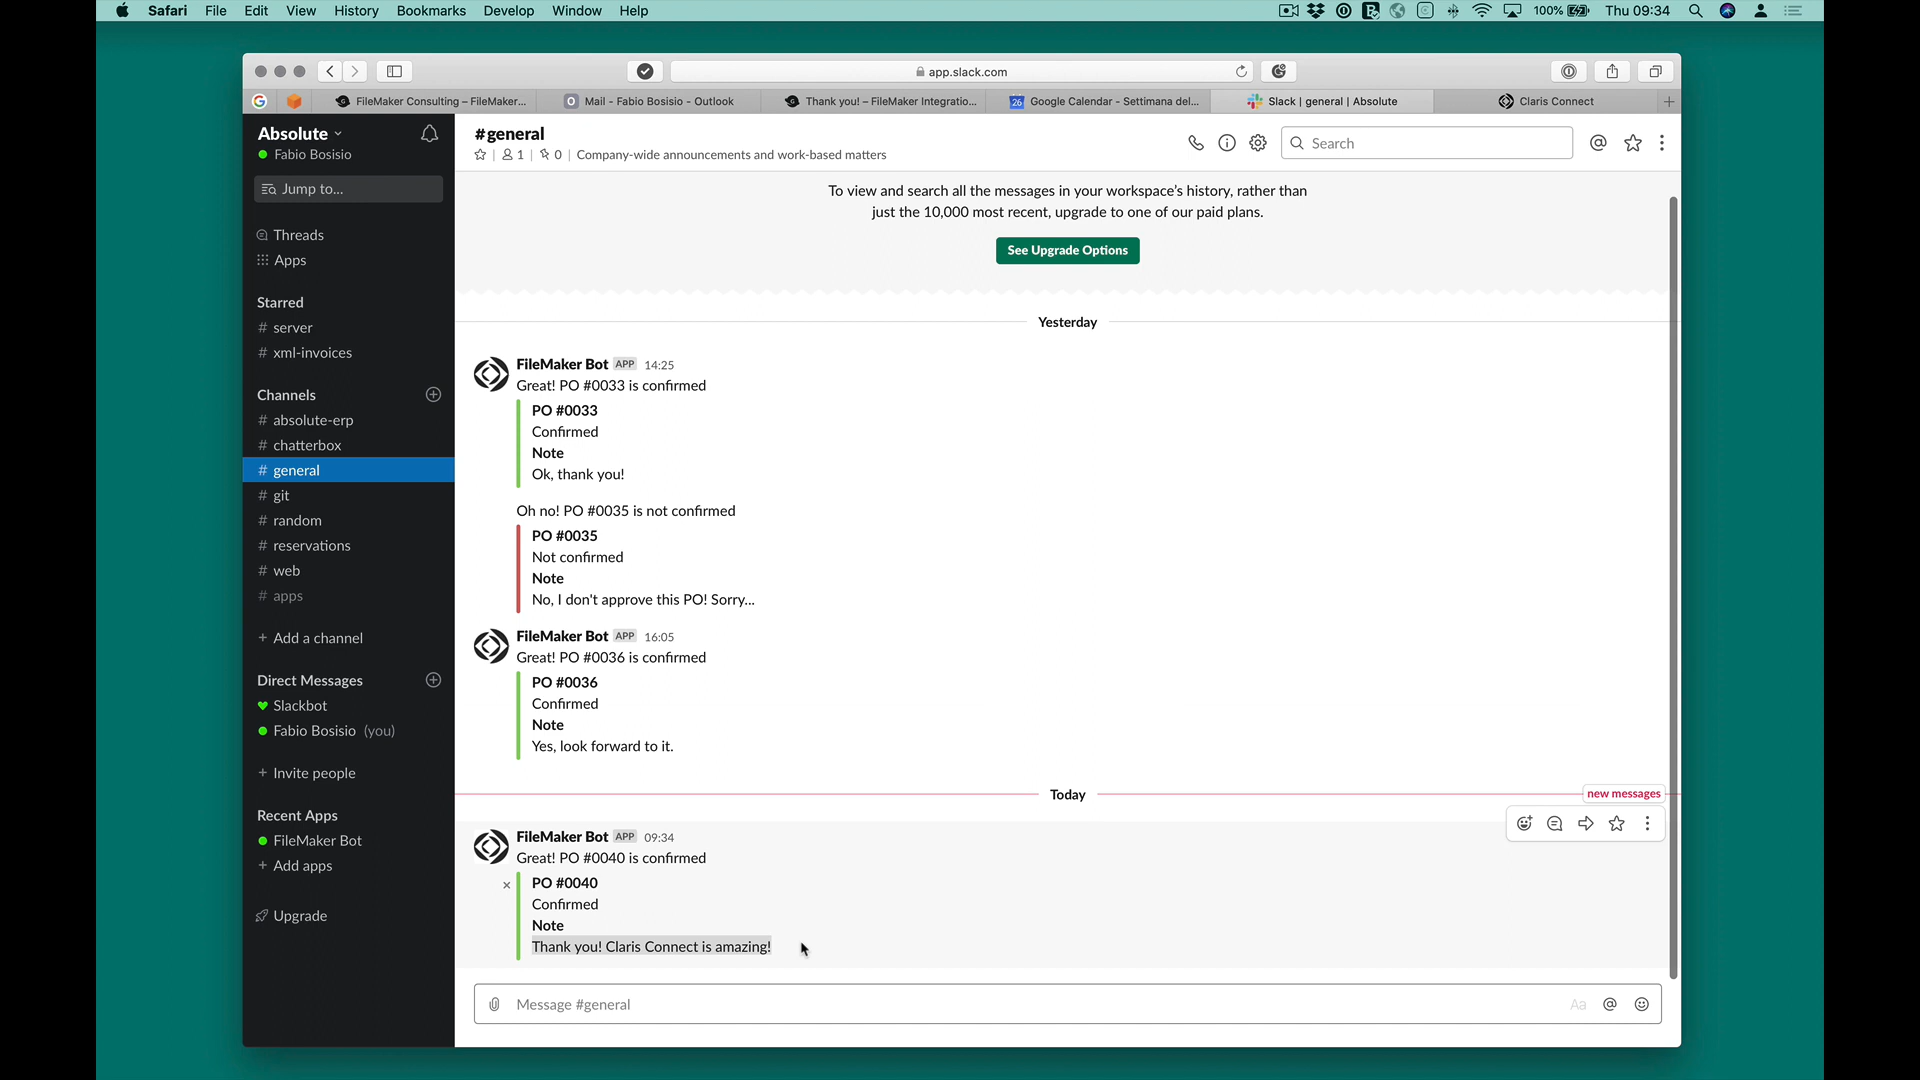 Safari File Edit View History Bookmarks Develop Window Help
100% Thu 09:34
app.slack.com
FileMaker Consulting – FileMaker...
Mail - Fabio Bosisio - Outlook
Thank you! – FileMaker Integratio...
Google Calendar - Settimana del...
Slack | general | Absolute
Claris Connect
Absolute
Fabio Bosisio
Jump to...
Threads
Apps
Starred
# server
# xml-invoices
Channels
# absolute-erp
# chatterbox
# general
# git
# random
# reservations
# web
# apps
+ Add a channel
Direct Messages
Slackbot
Fabio Bosisio (you)
+ Invite people
Recent Apps
FileMaker Bot
+ Add apps
Upgrade
#general
1 | 0 | Company-wide announcements and work-based matters
Search
To view and search all the messages in your workspace's history, rather than
just the 10,000 most recent, upgrade to one of our paid plans.
See Upgrade Options
Yesterday
FileMaker Bot APP 14:25
Great! PO #0033 is confirmed
PO #0033
Confirmed
Note
Ok, thank you!
Oh no! PO #0035 is not confirmed
PO #0035
Not confirmed
Note
No, I don't approve this PO! Sorry...
FileMaker Bot APP 16:05
Great! PO #0036 is confirmed
PO #0036
Confirmed
Note
Yes, look forward to it.
Today
new messages
FileMaker Bot APP 09:34
Great! PO #0040 is confirmed
PO #0040
Confirmed
Note
Thank you! Claris Connect is amazing!
Message #general
Aa